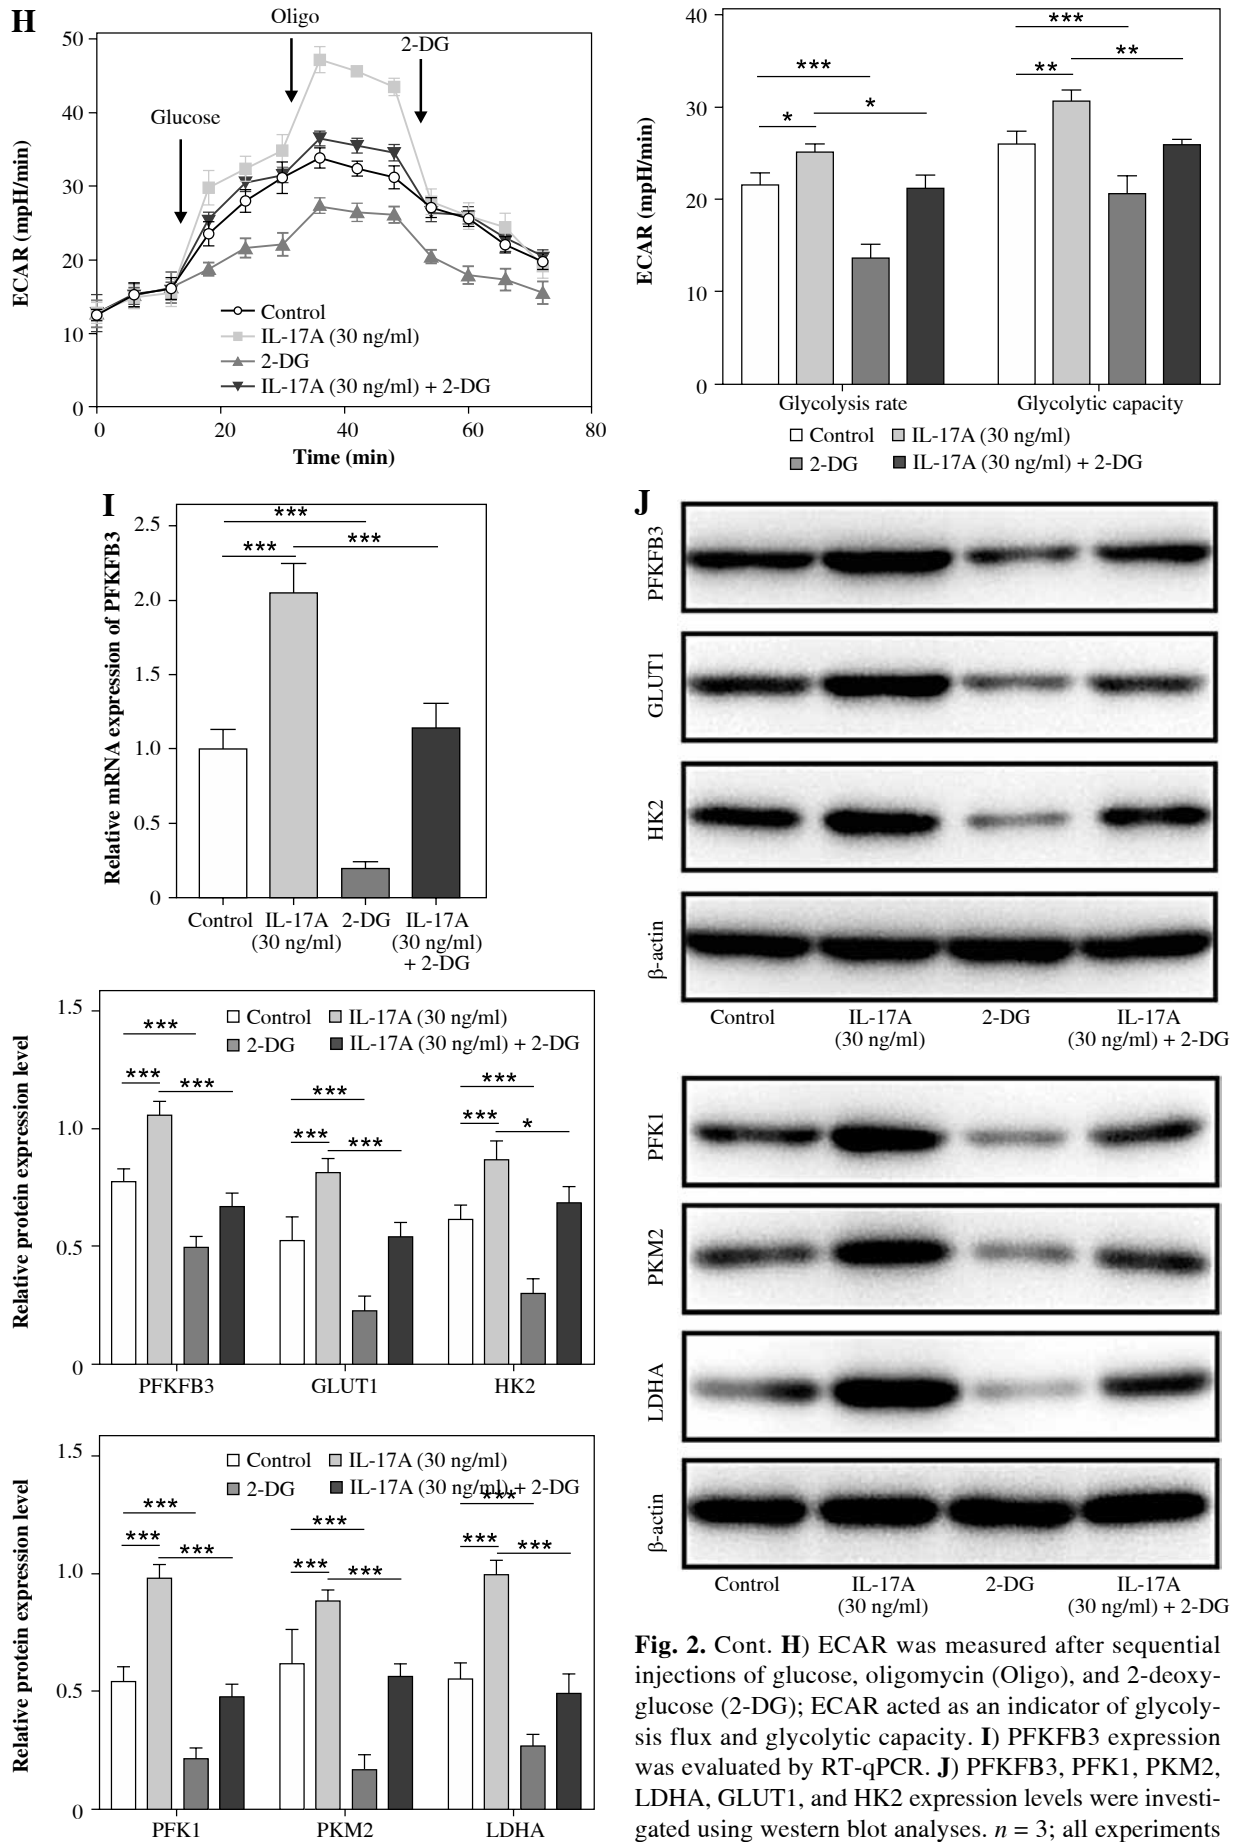 H
Oligo
2-DG
Glucose
ECAR (mpH/min)
50
40
30
20
10
0
Control
IL-17A (30 ng/ml)
2-DG
IL-17A (30 ng/ml) + 2-DG
0 20 40 60 80
Time (min)
ECAR (mpH/min)
40
30
20
10
0
*** * *
*** ** **
Glycolysis rate Glycolytic capacity
Control IL-17A (30 ng/ml)
2-DG IL-17A (30 ng/ml) + 2-DG
I
Relative mRNA expression of PFKFB3
2.5
2.0
1.5
1.0
0.5
0
***
*** ***
Control IL-17A 2-DG IL-17A
(30 ng/ml) (30 ng/ml)
+ 2-DG
J
PFKFB3
GLUT1
HK2
β-actin
Control IL-17A 2-DG IL-17A
(30 ng/ml) (30 ng/ml) + 2-DG
Relative protein expression level
1.5
1.0
0.5
0
Control IL-17A (30 ng/ml)
2-DG IL-17A (30 ng/ml) + 2-DG
*** *** ***
*** *** ***
*** *** *
PFKFB3 GLUT1 HK2
PFK1
PKM2
LDHA
β-actin
Control IL-17A 2-DG IL-17A
(30 ng/ml) (30 ng/ml) + 2-DG
Relative protein expression level
1.5
1.0
0.5
0
Control IL-17A (30 ng/ml)
2-DG IL-17A (30 ng/ml) + 2-DG
*** *** ***
*** *** ***
*** *** ***
PFK1 PKM2 LDHA
Fig. 2. Cont. H) ECAR was measured after sequential
injections of glucose, oligomycin (Oligo), and 2-deoxy-
glucose (2-DG); ECAR acted as an indicator of glycoly-
sis flux and glycolytic capacity. I) PFKFB3 expression
was evaluated by RT-qPCR. J) PFKFB3, PFK1, PKM2,
LDHA, GLUT1, and HK2 expression levels were investi-
gated using western blot analyses. n = 3; all experiments